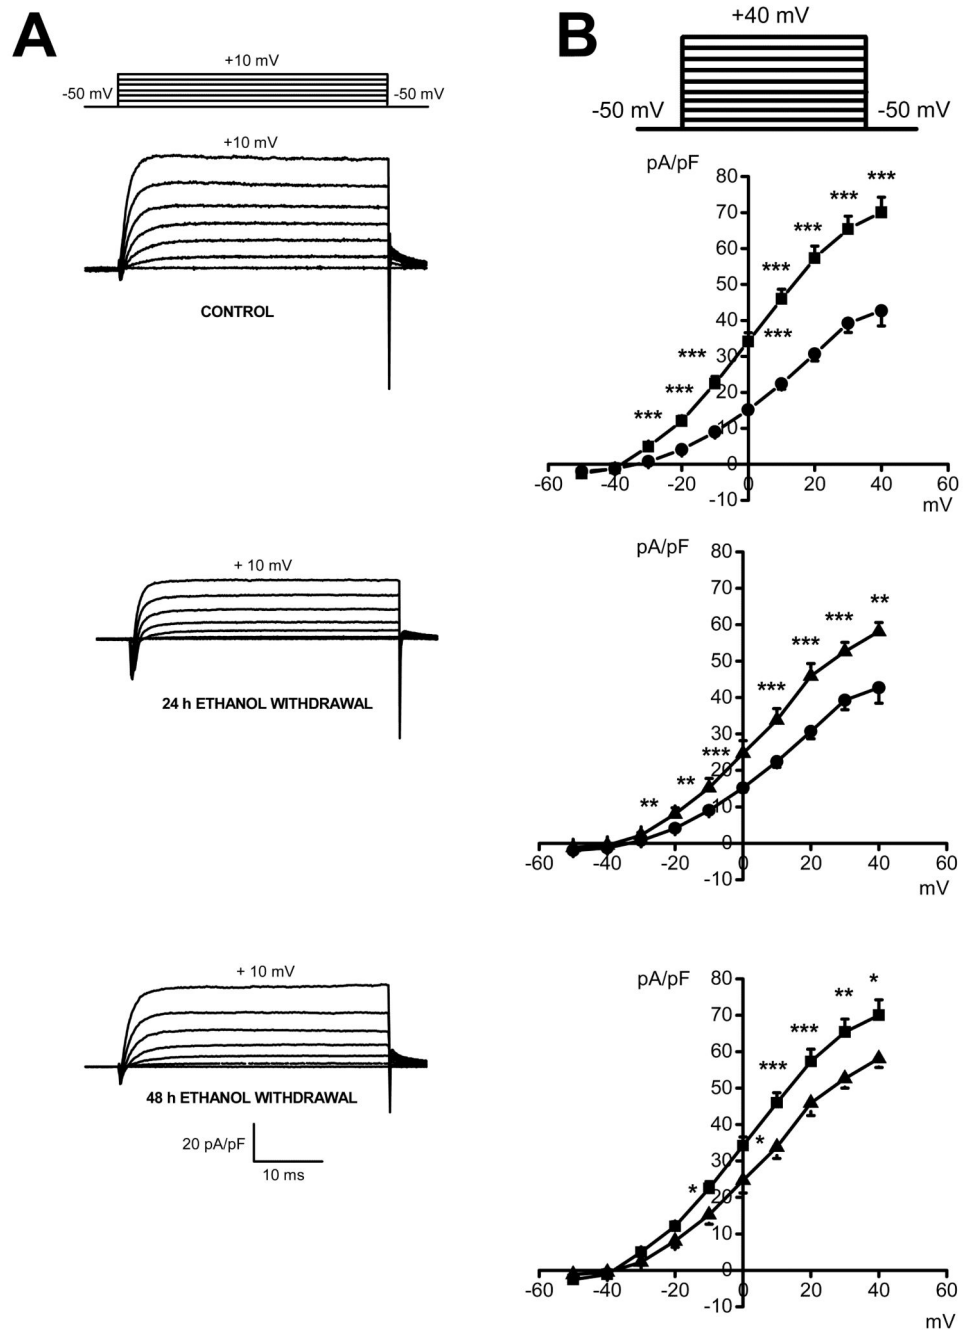 A
+10 mV
-50 mV
-50 mV
+10 mV
CONTROL
+ 10 mV
24 h ETHANOL WITHDRAWAL
+ 10 mV
48 h ETHANOL WITHDRAWAL
20 pA/pF
10 ms
B
+40 mV
-50 mV
-50 mV
pA/pF
80
***
70
***
60
***
50
***
40
***
30
***
20
***
10
***
0
-60 -40 -20 0 20 40 60
-10
mV
pA/pF
80
70
60
**
***
50
***
40
***
30
***
20
**
10
**
0
-60 -40 -20 0 20 40 60
-10
mV
pA/pF
80
*
70
**
60
***
50
***
40
*
30
20
*
10
0
-60 -40 -20 0 20 40 60
-10
mV